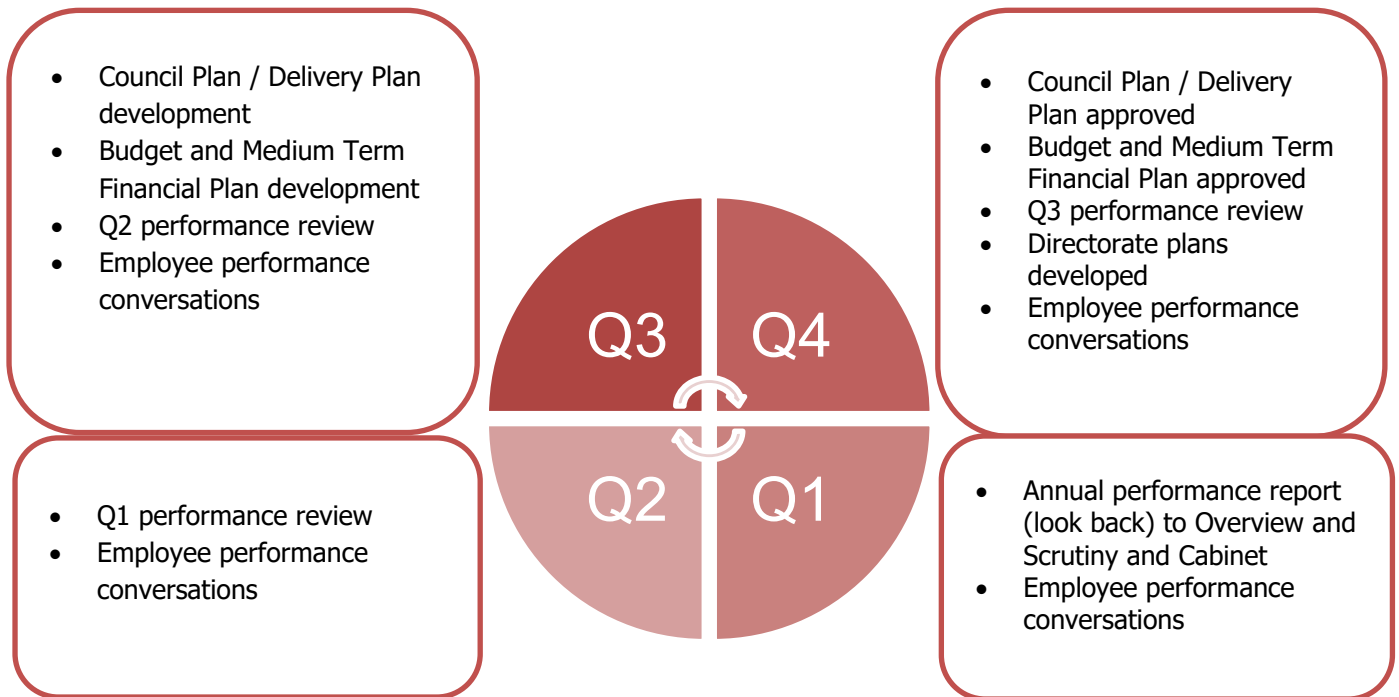 • Council Plan / Delivery Plan
development
• Budget and Medium Term
Financial Plan development
• Q2 performance review
• Employee performance
conversations
• Council Plan / Delivery
Plan approved
• Budget and Medium Term
Financial Plan approved
• Q3 performance review
• Directorate plans
developed
• Employee performance
conversations
Q3
Q4
Q2
Q1
• Q1 performance review
• Employee performance
conversations
• Annual performance report
(look back) to Overview and
Scrutiny and Cabinet
• Employee performance
conversations